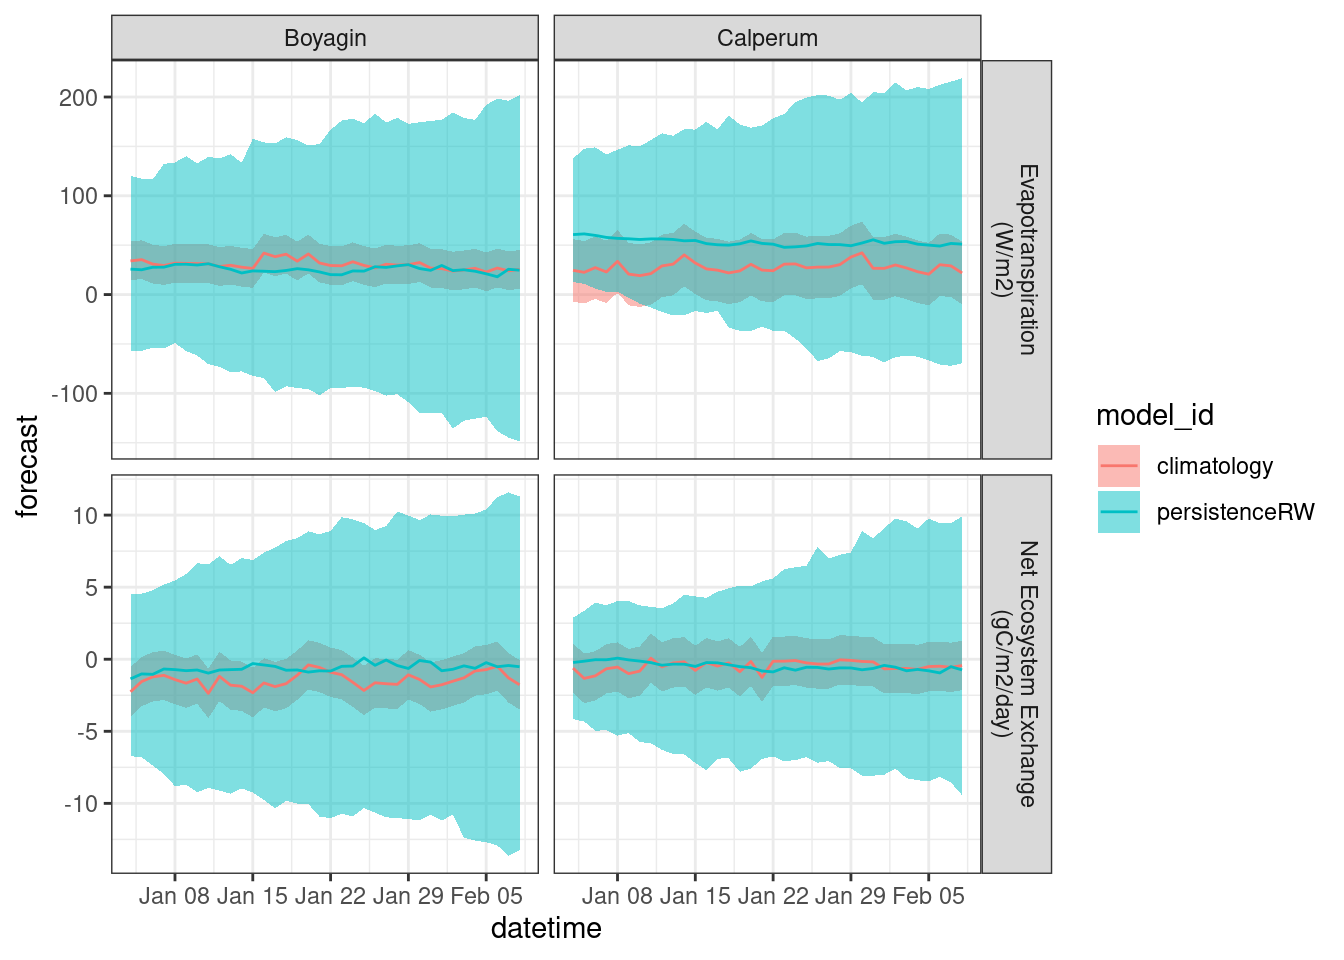 Boyagin
Calperum
200
100
0
-100
Evapotranspiration
(W/m2)
10
5
0
-5
-10
Net Ecosystem Exchange
(gC/m2/day)
Jan 08 Jan 15 Jan 22 Jan 29 Feb 05
Jan 08 Jan 15 Jan 22 Jan 29 Feb 05
datetime
forecast
model_id
climatology
persistenceRW